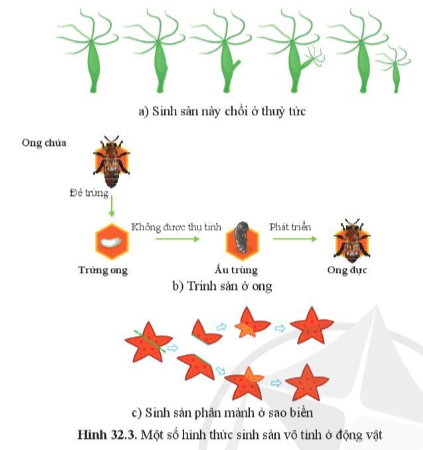 a) Sinh sản nảy chồi ở thuỷ tức
Ong chúa
Đẻ trứng
Không được thụ tinh
Phát triển
Trứng ong
Ấu trùng
Ong đực
b) Trinh sản ở ong
c) Sinh sản phân mảnh ở sao biển
Hình 32.3. Một số hình thức sinh sản vô tính ở động vật